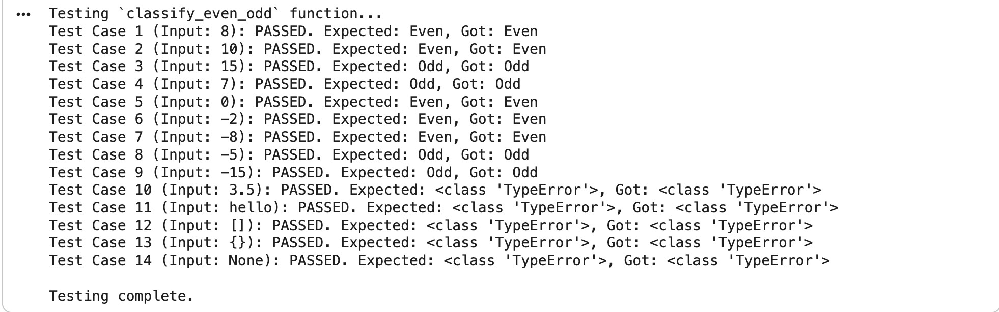 Testing `classify_even_odd` function...
Test Case 1 (Input: 8): PASSED. Expected: Even, Got: Even
Test Case 2 (Input: 10): PASSED. Expected: Even, Got: Even
Test Case 3 (Input: 15): PASSED. Expected: Odd, Got: Odd
Test Case 4 (Input: 7): PASSED. Expected: Odd, Got: Odd
Test Case 5 (Input: 0): PASSED. Expected: Even, Got: Even
Test Case 6 (Input: -2): PASSED. Expected: Even, Got: Even
Test Case 7 (Input: -8): PASSED. Expected: Even, Got: Even
Test Case 8 (Input: -5): PASSED. Expected: Odd, Got: Odd
Test Case 9 (Input: -15): PASSED. Expected: Odd, Got: Odd
Test Case 10 (Input: 3.5): PASSED. Expected: <class 'TypeError'>, Got: <class 'TypeError'>
Test Case 11 (Input: hello): PASSED. Expected: <class 'TypeError'>, Got: <class 'TypeError'>
Test Case 12 (Input: []): PASSED. Expected: <class 'TypeError'>, Got: <class 'TypeError'>
Test Case 13 (Input: {}): PASSED. Expected: <class 'TypeError'>, Got: <class 'TypeError'>
Test Case 14 (Input: None): PASSED. Expected: <class 'TypeError'>, Got: <class 'TypeError'>
Testing complete.